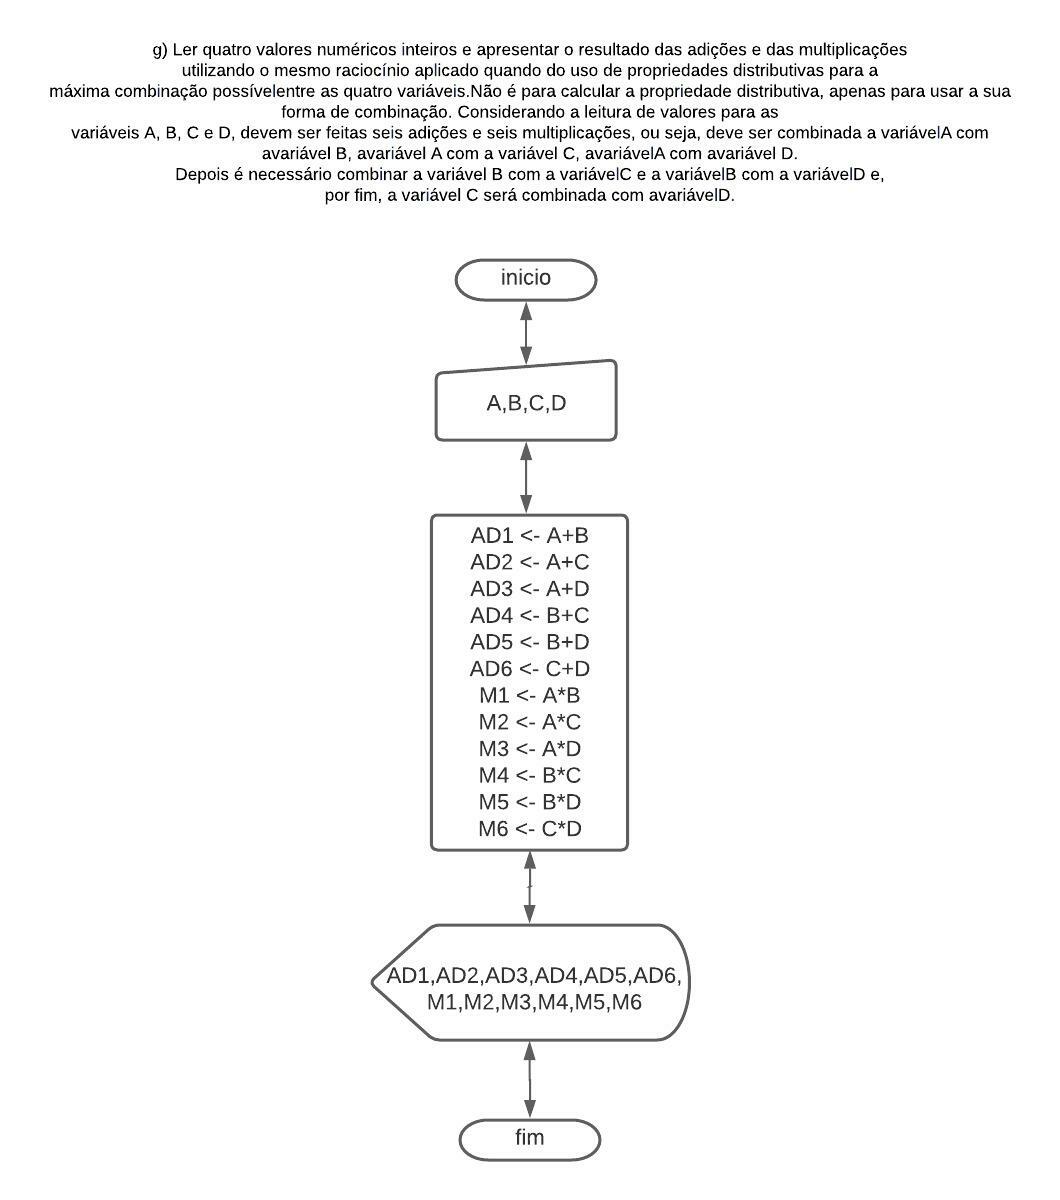 g) Ler quatro valores numéricos inteiros e apresentar o resultado das adições e das multiplicações
utilizando o mesmo raciocínio aplicado quando do uso de propriedades distributivas para a
máxima combinação possívelentre as quatro variáveis.Não é para calcular a propriedade distributiva, apenas para usar a sua
forma de combinação. Considerando a leitura de valores para as
variáveis A, B, C e D, devem ser feitas seis adições e seis multiplicações, ou seja, deve ser combinada a variávelA com
avariável B, avariável A com a variável C, avariávelA com avariável D.
Depois é necessário combinar a variável B com a variávelC e a variávelB com a variávelD e,
por fim, a variável C será combinada com avariávelD.
inicio
A,B,C,D
AD1 <- A+B
AD2 <- A+C
AD3 <- A+D
AD4 <- B+C
AD5 <- B+D
AD6 <- C+D
M1 <- A*B
M2 <- A*C
M3 <- A*D
M4 <- B*C
M5 <- B*D
M6 <- C*D
AD1,AD2,AD3,AD4,AD5,AD6,
M1,M2,M3,M4,M5,M6
fim